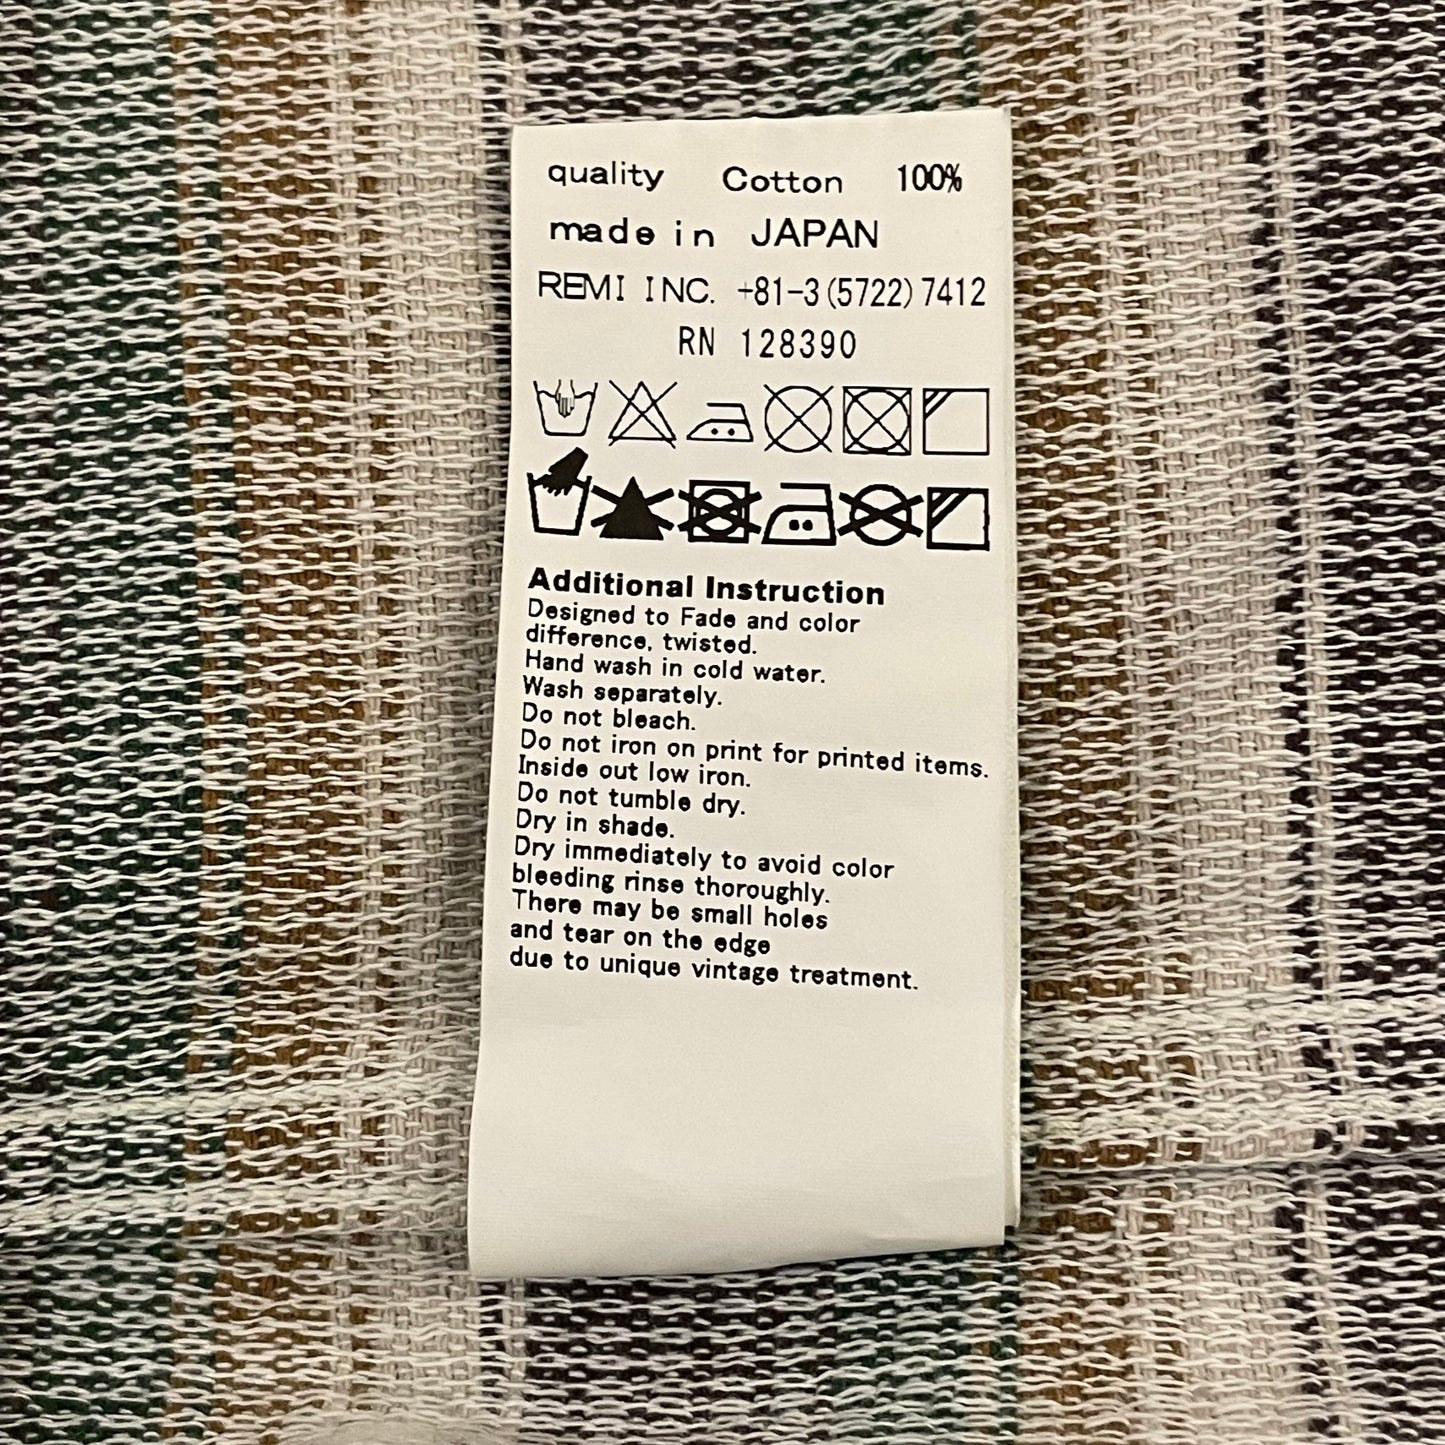 quality Cotton 100%
made in JAPAN
REMI INC. +81-3(5722)7412
RN 128390
Additional Instruction
Designed to Fade and color
difference, twisted.
Hand wash in cold water.
Wash separately.
Do not bleach.
Do not iron on print for printed items.
Inside out low iron.
Do not tumble dry.
Dry in shade.
Dry immediately to avoid color
bleeding rinse thoroughly.
There may be small holes
and tear on the edge
due to unique vintage treatment.